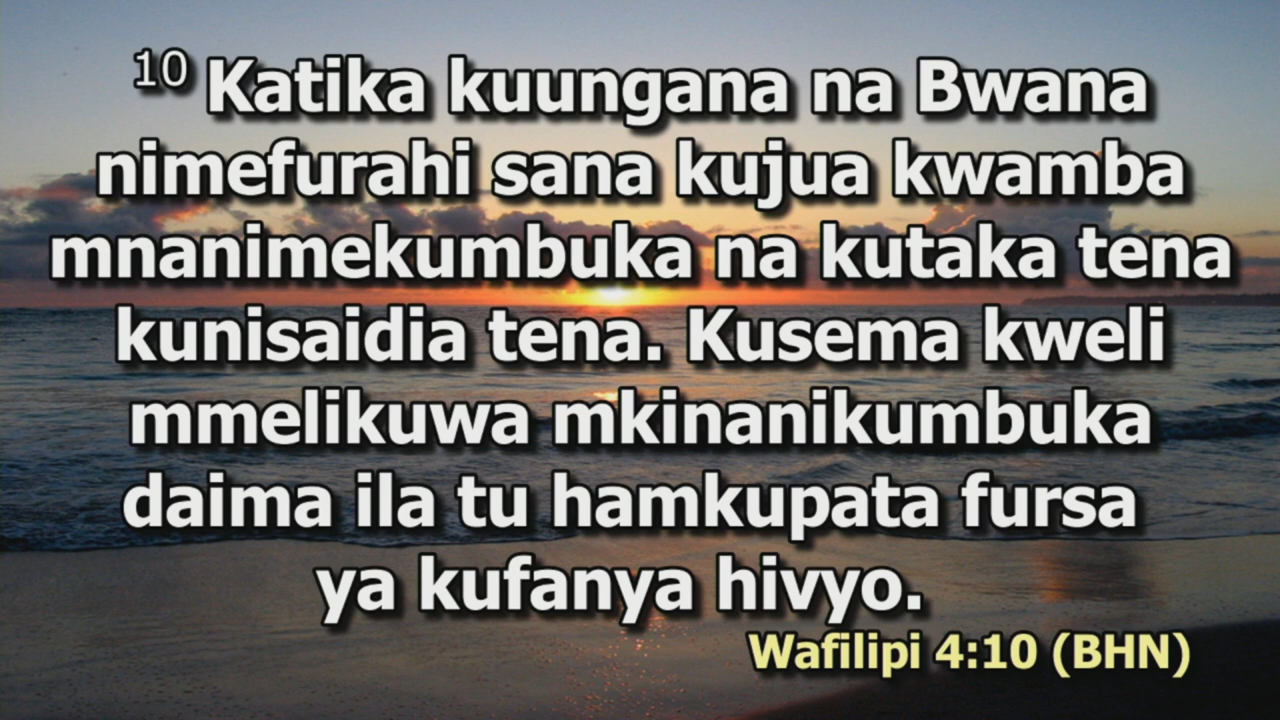 10 Katika kuungana na Bwana
nimefurahi sana kujua kwamba
mnanimekumbuka na kutaka tena
kunisaidia tena. Kusema kweli
mmelikuwa mkinanikumbuka
daima ila tu hamkupata fursa
ya kufanya hivyo.
Wafilipi 4:10 (BHN)